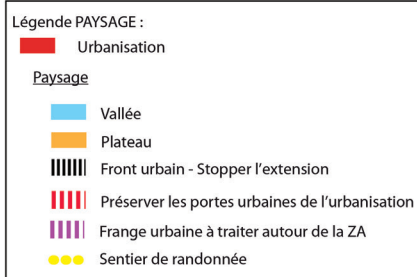 Légende PAYSAGE :
Urbanisation
Paysage
Vallée
Plateau
Front urbain - Stopper l'extension
Préserver les portes urbaines de l'urbanisation
Frange urbaine à traiter autour de la ZA
Sentier de randonnée